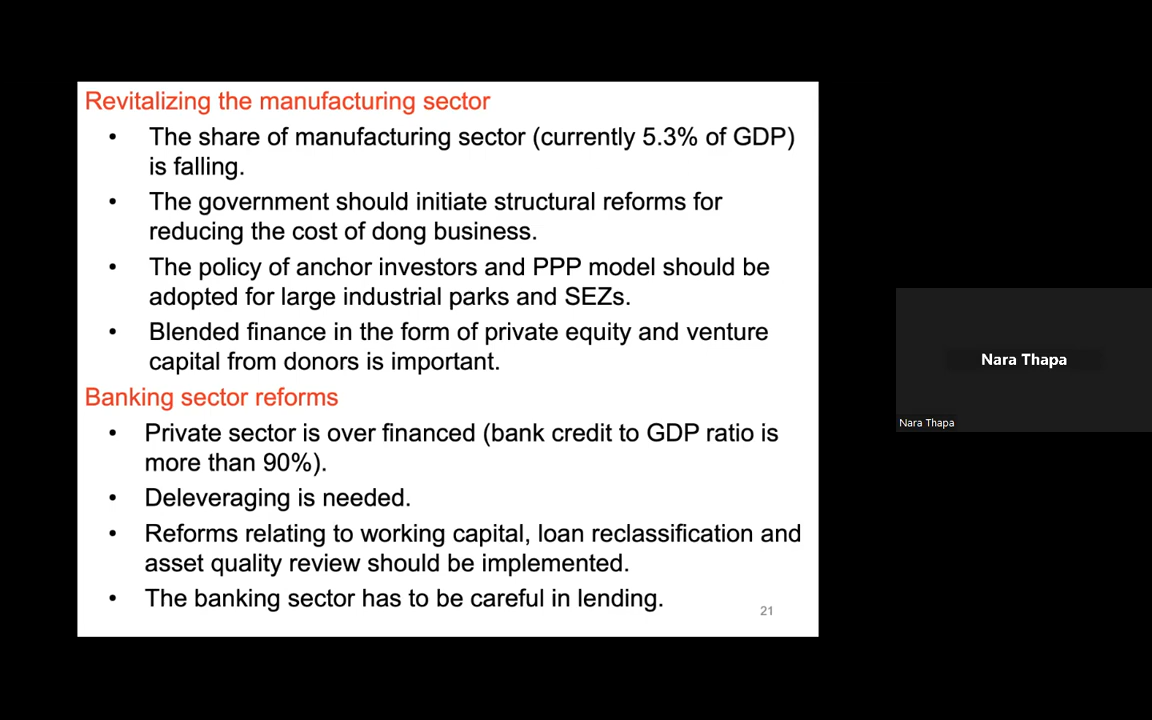 Revitalizing the manufacturing sector
• The share of manufacturing sector (currently 5.3% of GDP)
is falling.
• The government should initiate structural reforms for
reducing the cost of dong business.
• The policy of anchor investors and PPP model should be
adopted for large industrial parks and SEZs.
• Blended finance in the form of private equity and venture
capital from donors is important.
Banking sector reforms
• Private sector is over financed (bank credit to GDP ratio is
more than 90%).
• Deleveraging is needed.
• Reforms relating to working capital, loan reclassification and
asset quality review should be implemented.
• The banking sector has to be careful in lending.
21
Nara Thapa
Nara Thapa